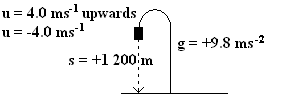 u = 4.0 ms-1 upwards
u = -4.0 ms-1
g = +9.8 ms-2
s = +1 200 m